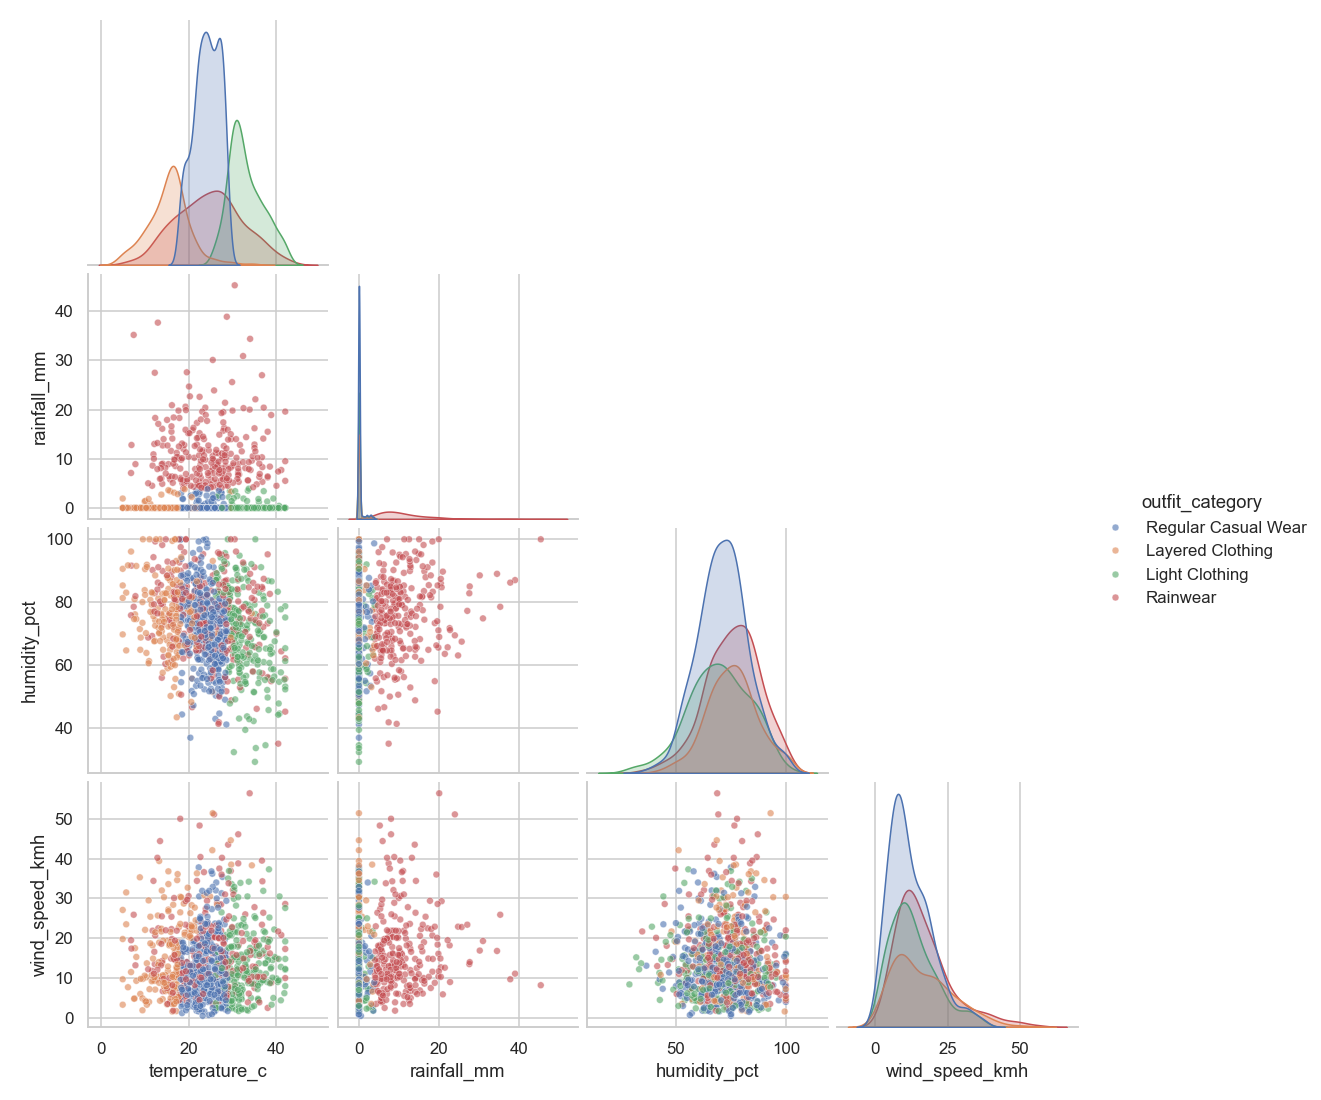 rainfall_mm
40
30
20
10
0
humidity_pct
100
80
60
40
wind_speed_kmh
50
40
30
20
10
0
0 20 40
0 20 40
50 100
0 25 50
temperature_c
rainfall_mm
humidity_pct
wind_speed_kmh
outfit_category
Regular Casual Wear
Layered Clothing
Light Clothing
Rainwear